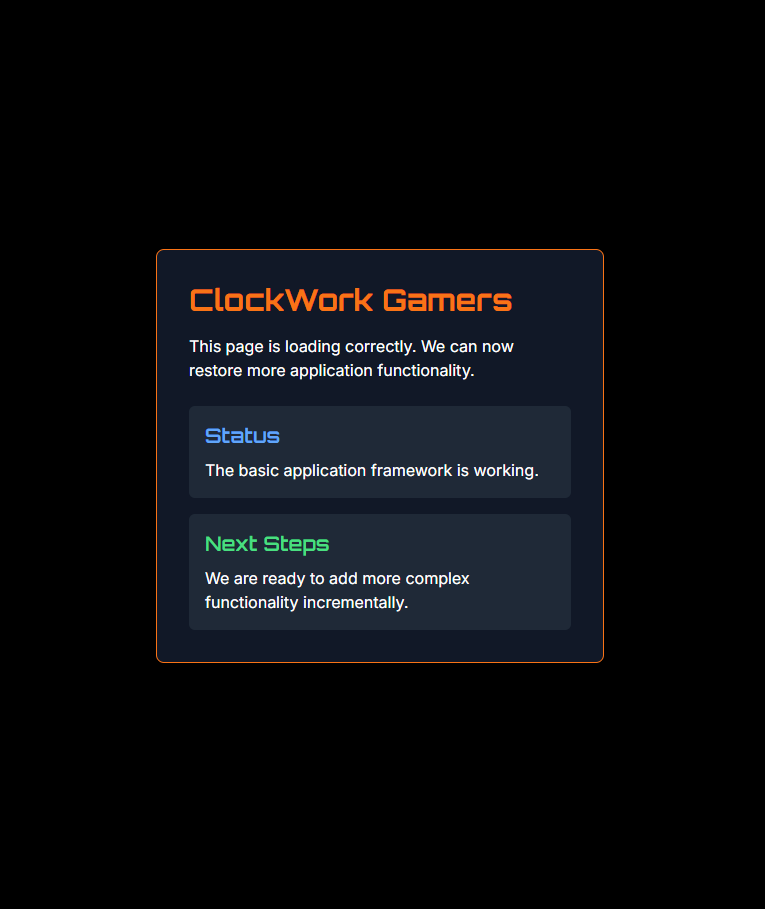 ClockWork Gamers
This page is loading correctly. We can now
restore more application functionality.
Status
The basic application framework is working.
Next Steps
We are ready to add more complex
functionality incrementally.